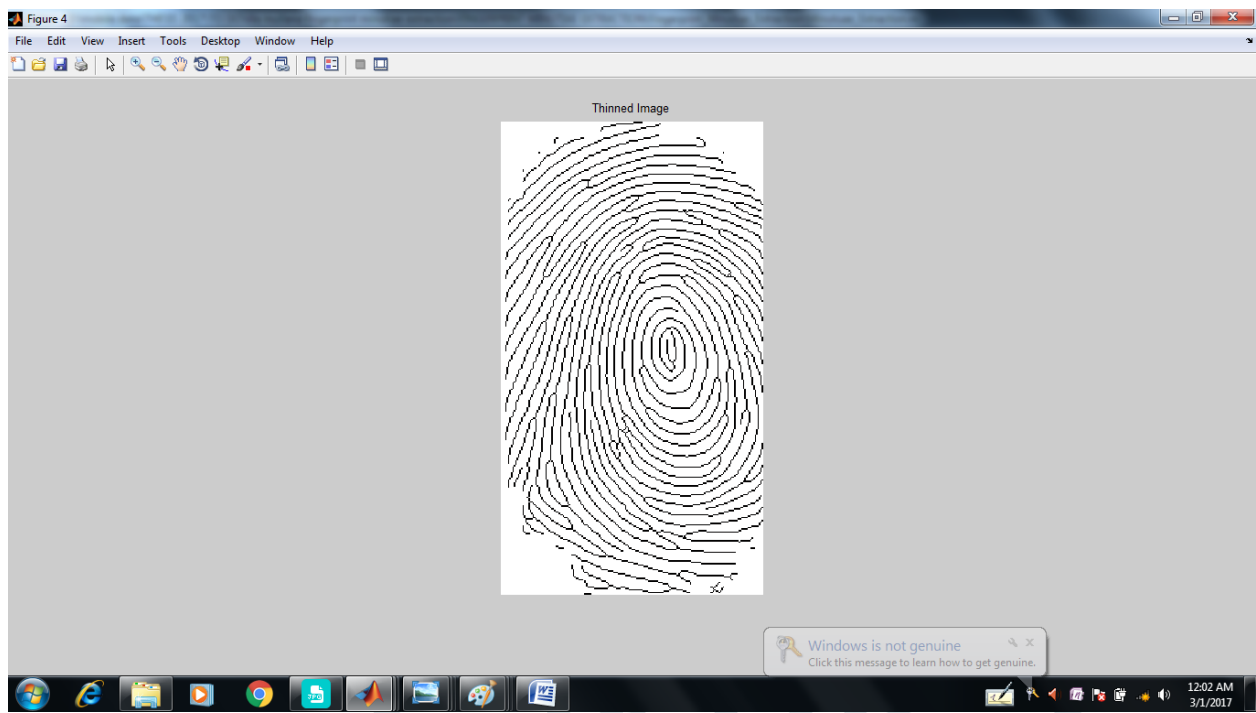 Figure 4
File Edit View Insert Tools Desktop Window Help
Thinned Image
Windows is not genuine
Click this message to learn how to get genuine.
JPG
12:02 AM
3/1/2017